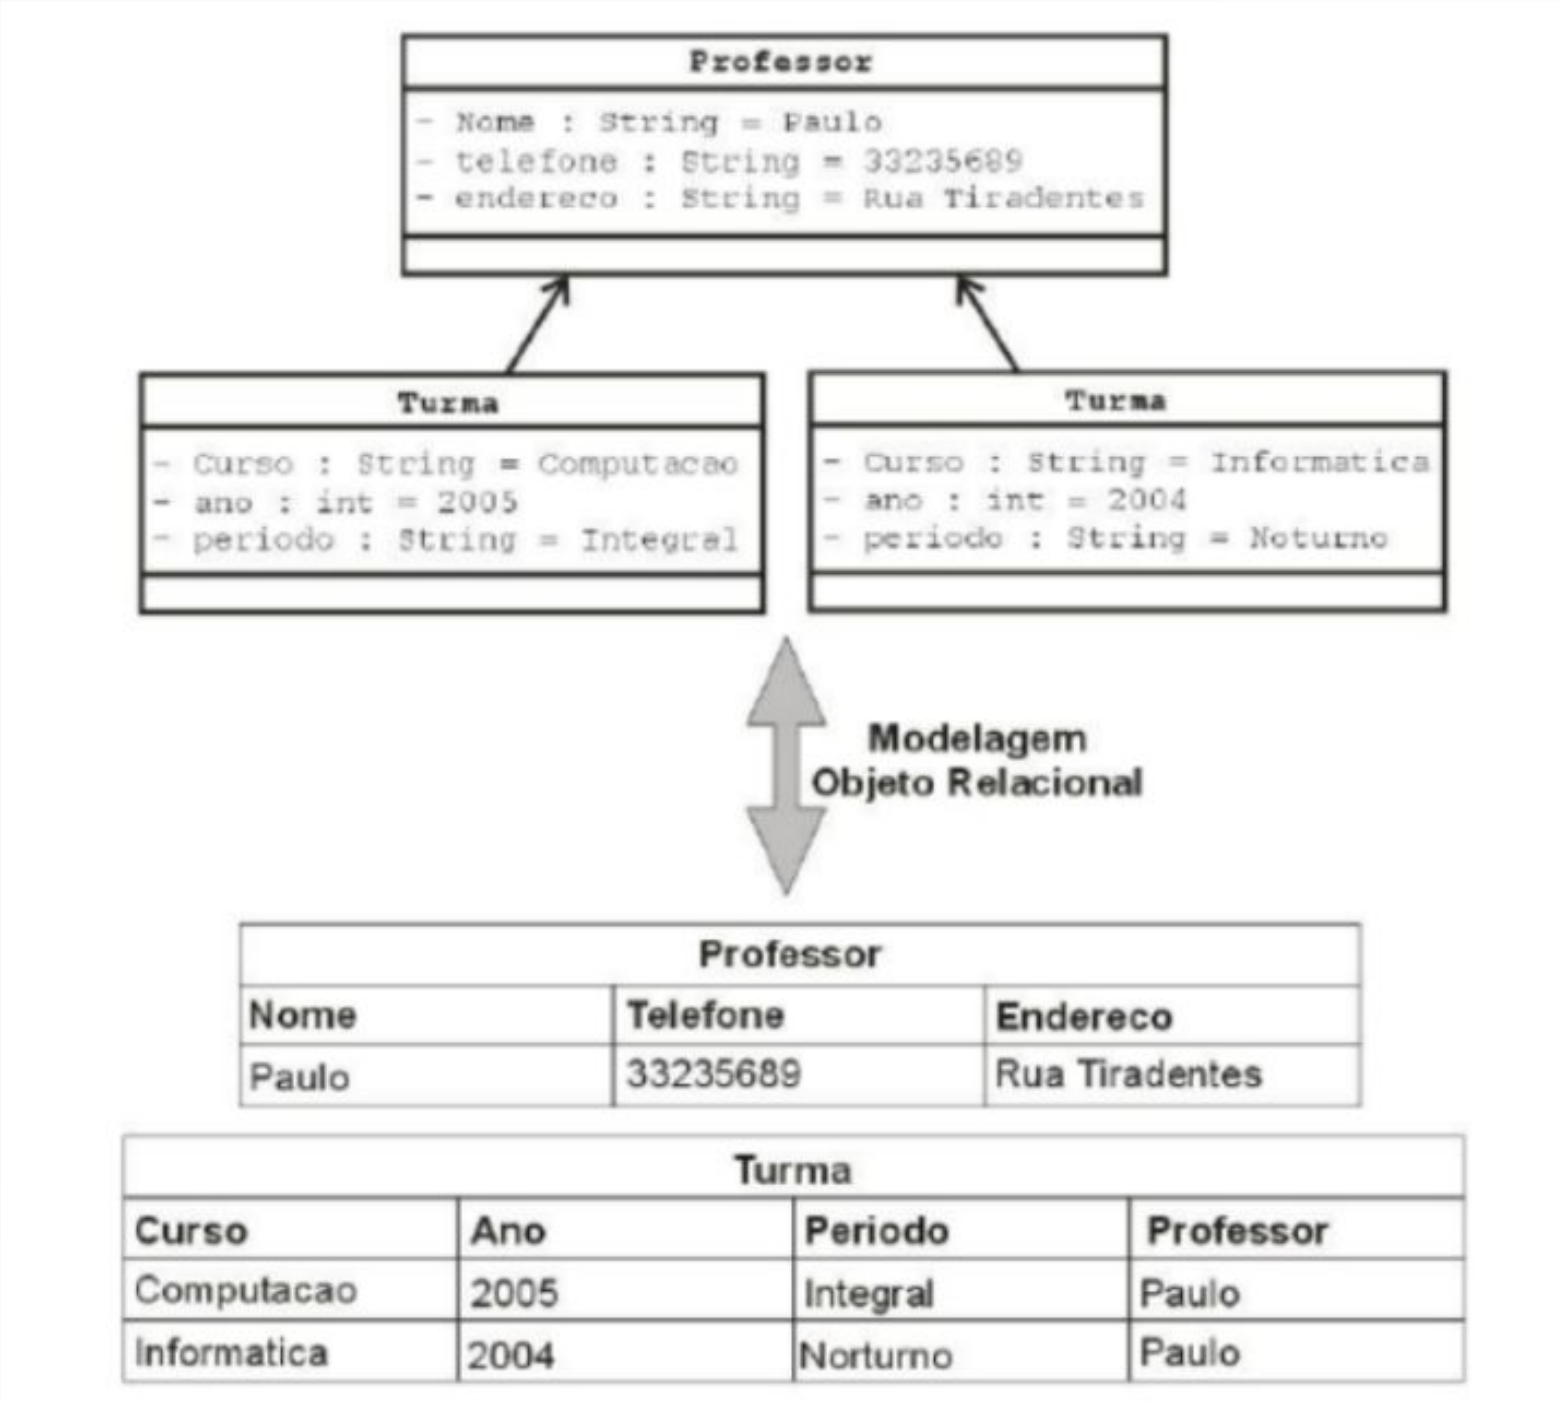 Professor
- Nome : String = Paulo
- telefone : String = 33235689
- endereco : String = Rua Tiradentes
Turma
- Curso : String = Computacao
- ano : int = 2005
- periodo : String = Integral
Turma
- Curso : String = Informatica
- ano : int = 2004
- periodo : String = Noturno
Modelagem
Objeto Relacional
Professor
Nome Telefone Endereco
Paulo 33235689 Rua Tiradentes
Turma
Curso Ano Periodo Professor
Computacao 2005 Integral Paulo
Informatica 2004 Norturno Paulo